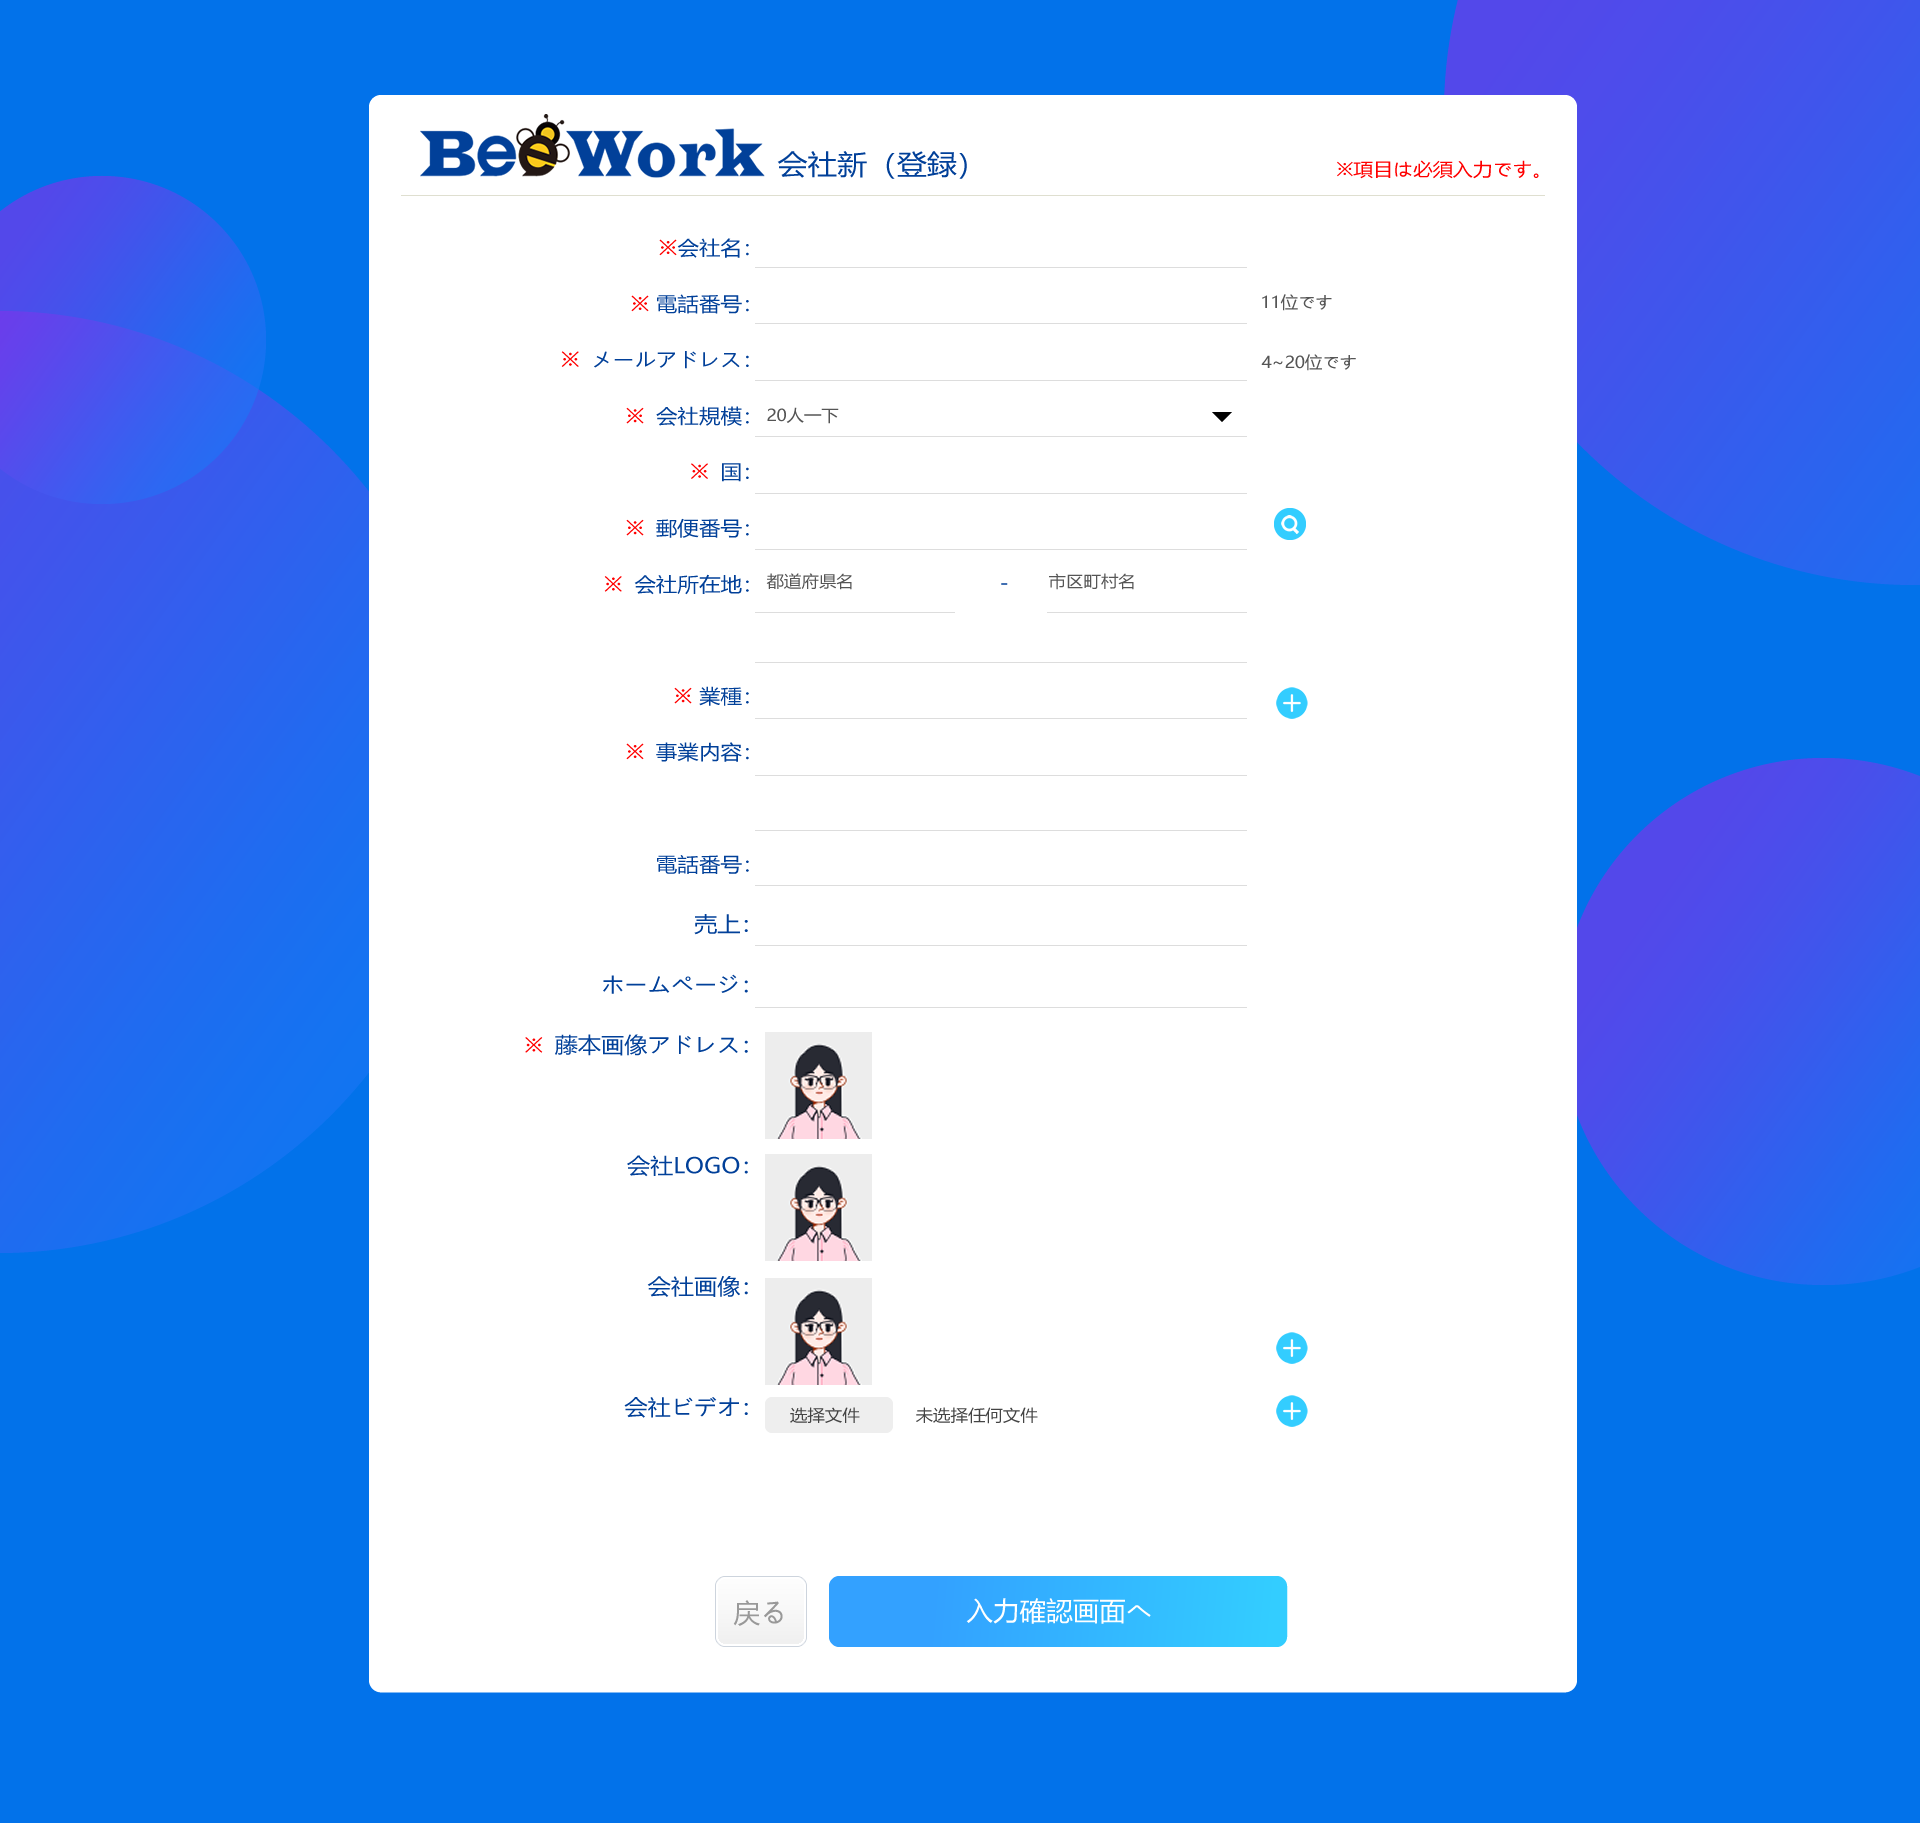 BeeWork 会社新（登録）
※項目は必須入力です。
※会社名：
※ 電話番号： 11位です
※ メールアドレス： 4~20位です
※ 会社規模： 20人一下
※ 国：
※ 郵便番号：
※ 会社所在地： 都道府県名 - 市区町村名
※ 業種：
※ 事業内容：
電話番号：
売上：
ホームページ：
※ 藤本画像アドレス：
会社LOGO：
会社画像：
会社ビデオ： 选择文件 未选择任何文件
戻る 入力確認画面へ